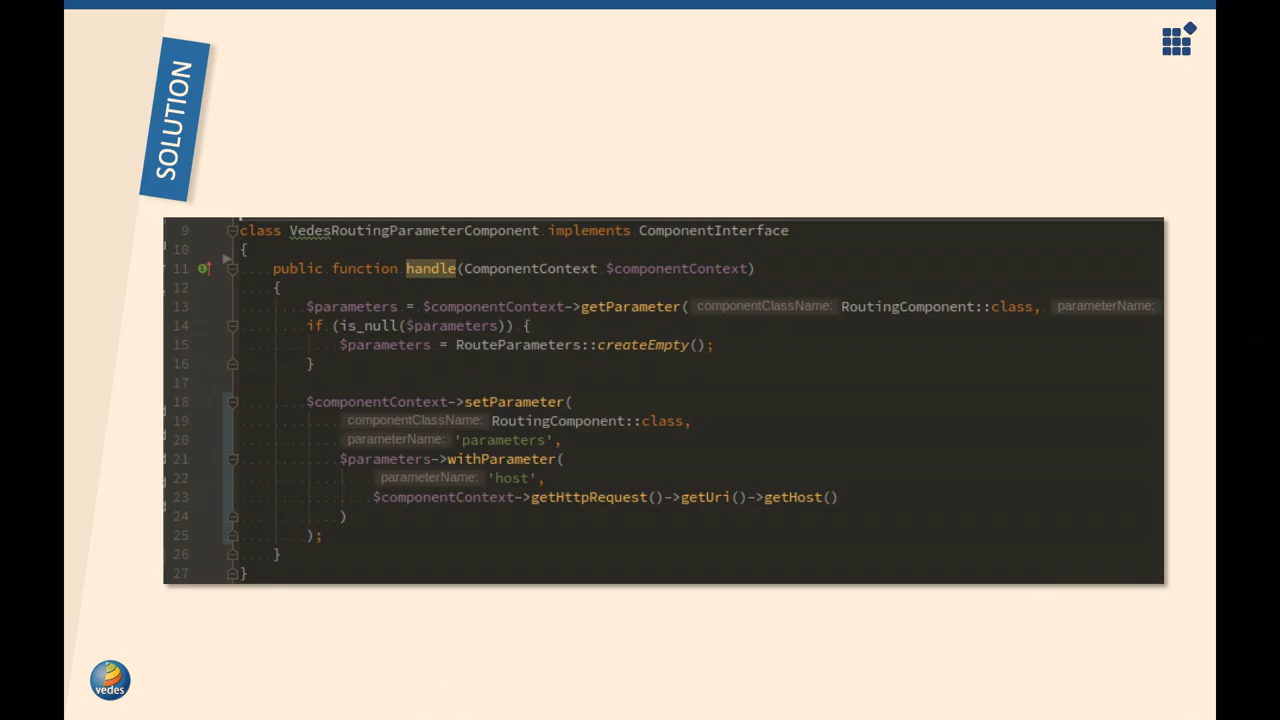 SOLUTION
9 class VedesRoutingParameterComponent implements ComponentInterface
10 {
11 public function handle(ComponentContext $componentContext)
12 {
13 $parameters = $componentContext->getParameter( componentClassName: RoutingComponent::class, parameterName:
14 if (is_null($parameters)) {
15 $parameters = RouteParameters::createEmpty();
16 }
17
18 $componentContext->setParameter(
19 componentClassName: RoutingComponent::class,
20 parameterName: 'parameters',
21 $parameters->withParameter(
22 parameterName: 'host',
23 $componentContext->getHttpRequest()->getUri()->getHost()
24 )
25 );
26 }
27 }
vedes